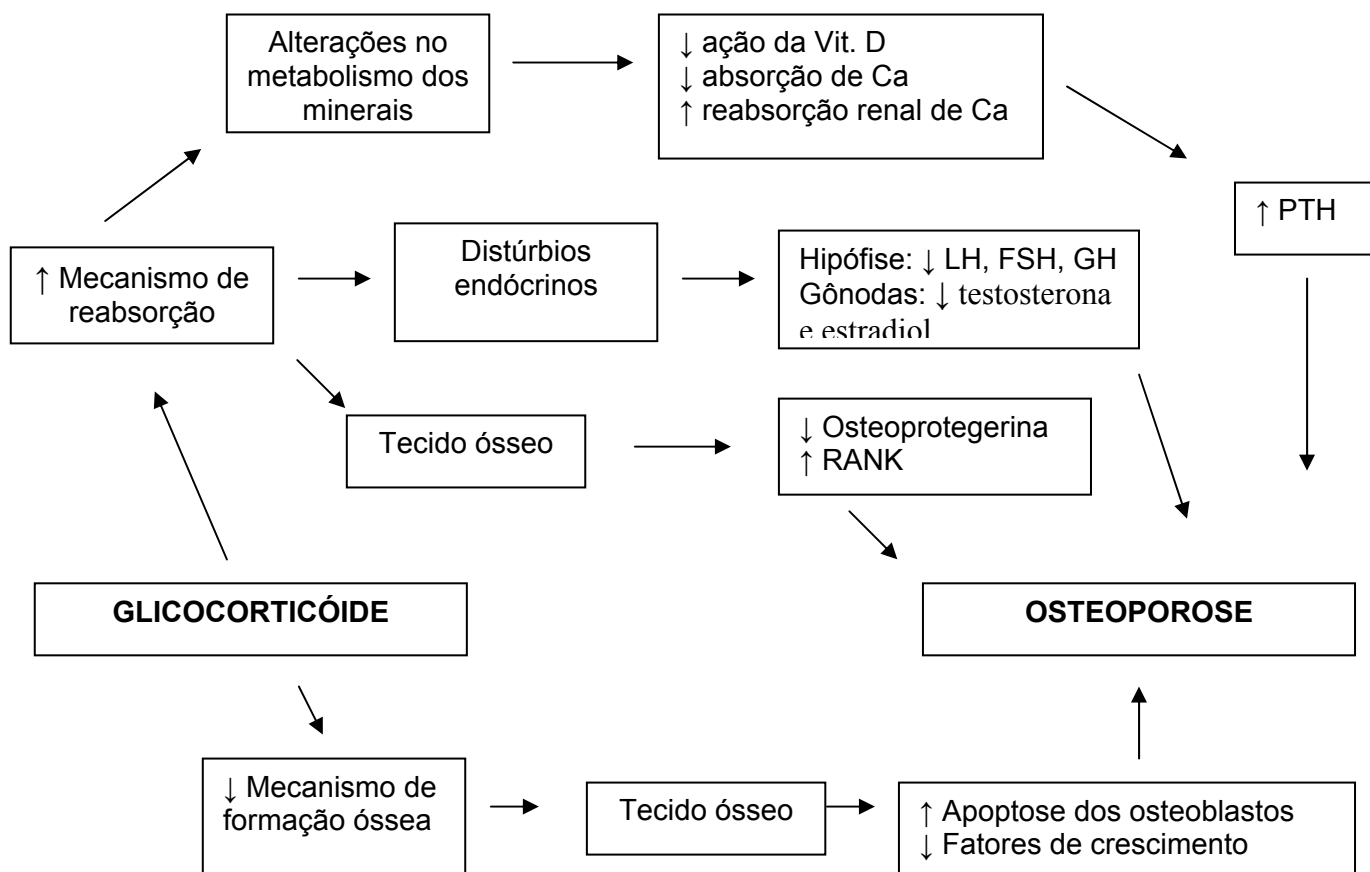 Alterações no
metabolismo dos
minerais
↓ ação da Vit. D
↓ absorção de Ca
↑ reabsorção renal de Ca
↑ PTH
↑ Mecanismo de
reabsorção
Distúrbios
endócrinos
Hipófise: ↓ LH, FSH, GH
Gônodas: ↓ testosterona
e estradiol
Tecido ósseo
↓ Osteoprotegerina
↑ RANK
GLICOCORTICÓIDE
OSTEOPOROSE
↓ Mecanismo de
formação óssea
Tecido ósseo
↑ Apoptose dos osteoblastos
↓ Fatores de crescimento